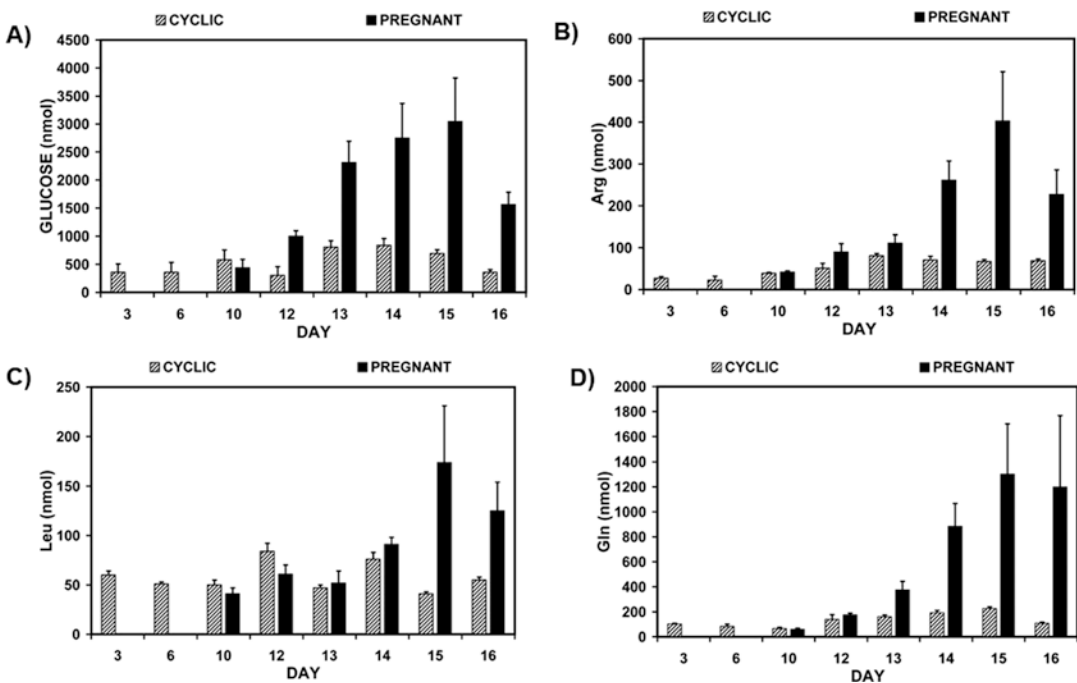 A)
CYCLIC PREGNANT
GLUCOSE (nmol)
4500
4000
3500
3000
2500
2000
1500
1000
500
0
3 6 10 12 13 14 15 16
DAY
B)
CYCLIC PREGNANT
Arg (nmol)
600
500
400
300
200
100
0
3 6 10 12 13 14 15 16
DAY
C)
CYCLIC PREGNANT
Leu (nmol)
250
200
150
100
50
0
3 6 10 12 13 14 15 16
DAY
D)
CYCLIC PREGNANT
Gln (nmol)
2000
1800
1600
1400
1200
1000
800
600
400
200
0
3 6 10 12 13 14 15 16
DAY